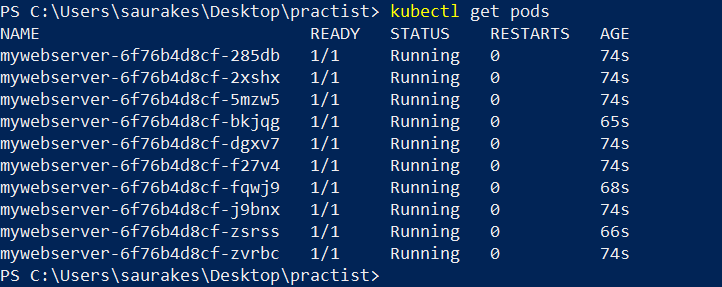 PS C:\Users\saurakes\Desktop\practist> kubectl get pods
NAME READY STATUS RESTARTS AGE
mywebserver-6f76b4d8cf-285db 1/1 Running 0 74s
mywebserver-6f76b4d8cf-2xshx 1/1 Running 0 74s
mywebserver-6f76b4d8cf-5mzw5 1/1 Running 0 74s
mywebserver-6f76b4d8cf-bkjqg 1/1 Running 0 65s
mywebserver-6f76b4d8cf-dgxv7 1/1 Running 0 74s
mywebserver-6f76b4d8cf-f27v4 1/1 Running 0 74s
mywebserver-6f76b4d8cf-fqwj9 1/1 Running 0 68s
mywebserver-6f76b4d8cf-j9bnx 1/1 Running 0 74s
mywebserver-6f76b4d8cf-zsrss 1/1 Running 0 66s
mywebserver-6f76b4d8cf-zvrbc 1/1 Running 0 74s
PS C:\Users\saurakes\Desktop\practist>